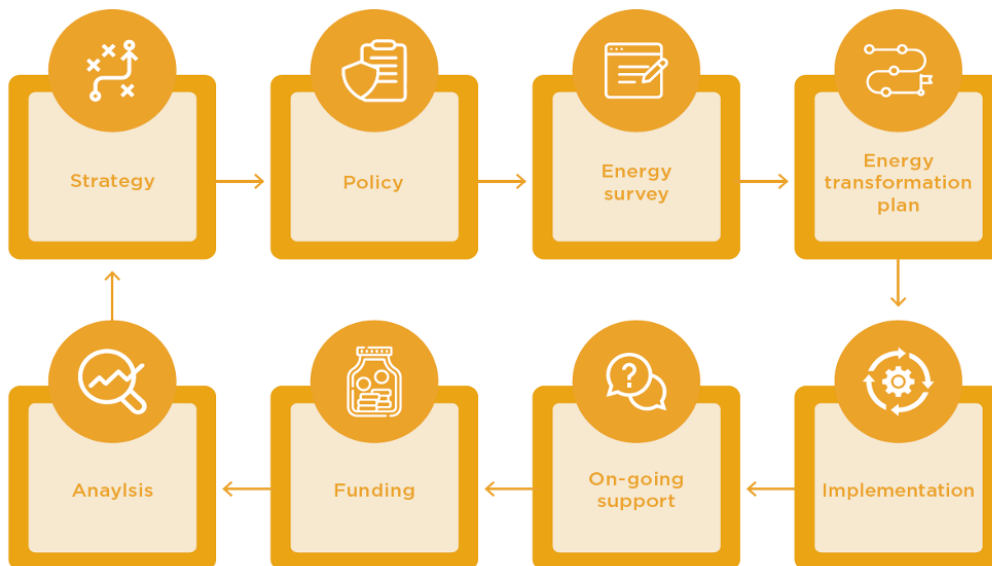 Strategy
Policy
Energy
survey
Energy
transformation
plan
Anaylsis
Funding
On-going
support
Implementation
?